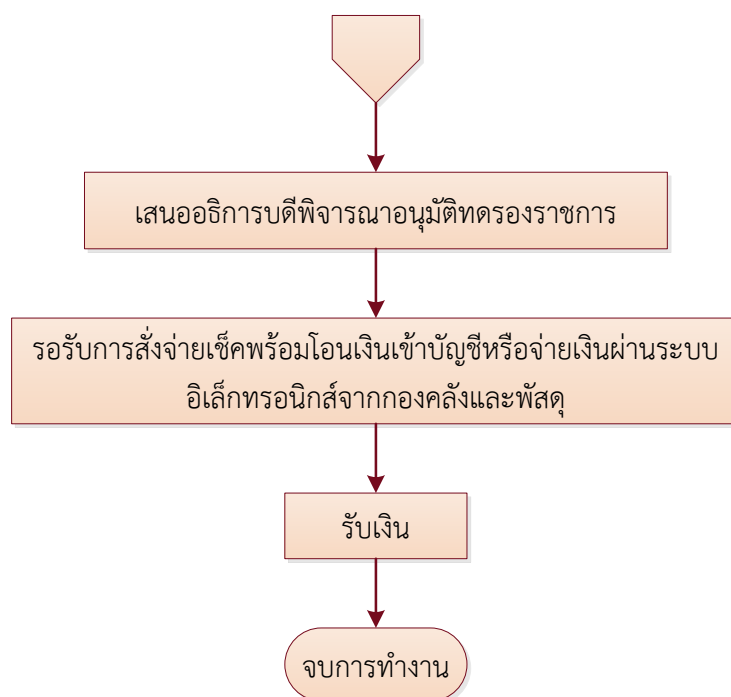 เสนออธิการบดีพิจารณาอนุมัติทดรองราชการ
รอรับการสั่งจ่ายเช็คพร้อมโอนเงินเข้าบัญชีหรือจ่ายเงินผ่านระบบ
อิเล็กทรอนิกส์จากกองคลังและพัสดุ
รับเงิน
จบการทำงาน